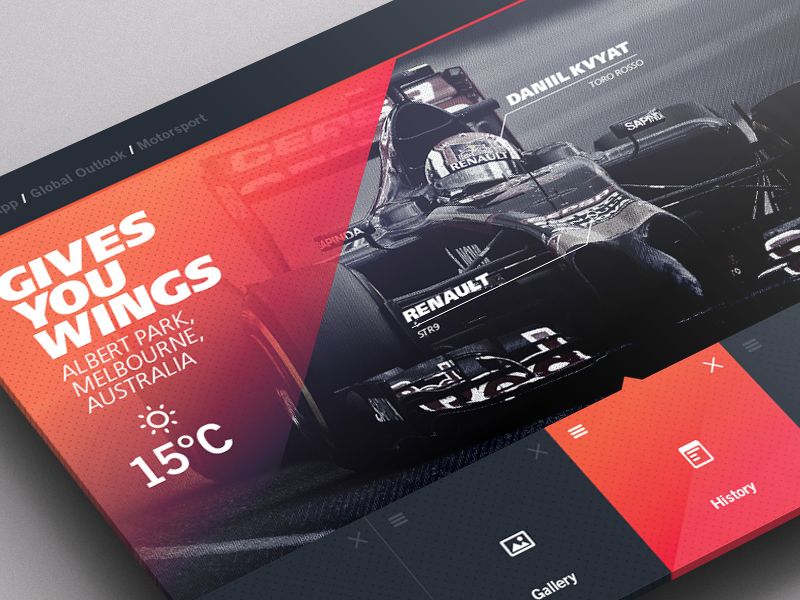 pp / Global Outlook / Motorsport
DANIIL KVYAT
TORO ROSSO
SAPINDA
RENAULT
SAPINDA
GIVES
YOU
WINGS
ALBERT PARK,
MELBOURNE,
AUSTRALIA
15°C
RENAULT
STR9
Gallery
History